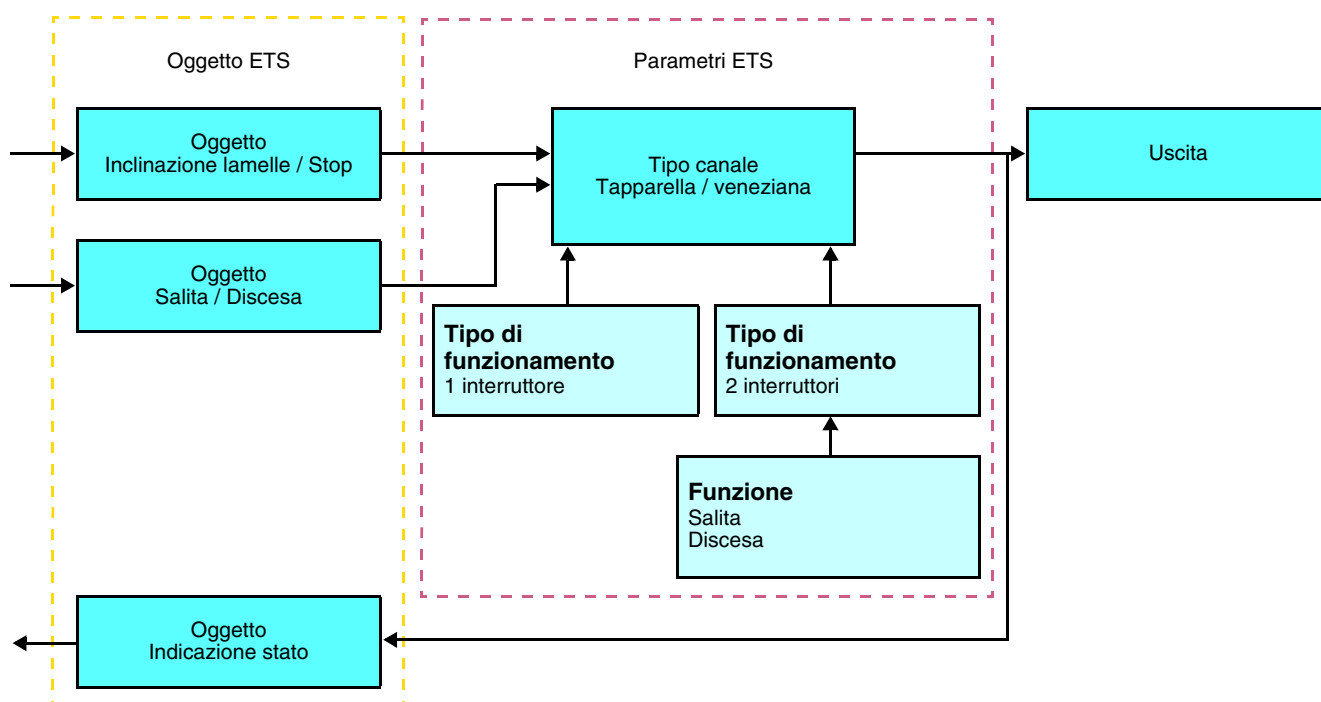 Oggetto ETS
Parametri ETS
Oggetto
Inclinazione lamelle / Stop
Tipo canale
Tapparella / veneziana
Uscita
Oggetto
Salita / Discesa
Tipo di
funzionamento
1 interruttore
Tipo di
funzionamento
2 interruttori
Funzione
Salita
Discesa
Oggetto
Indicazione stato